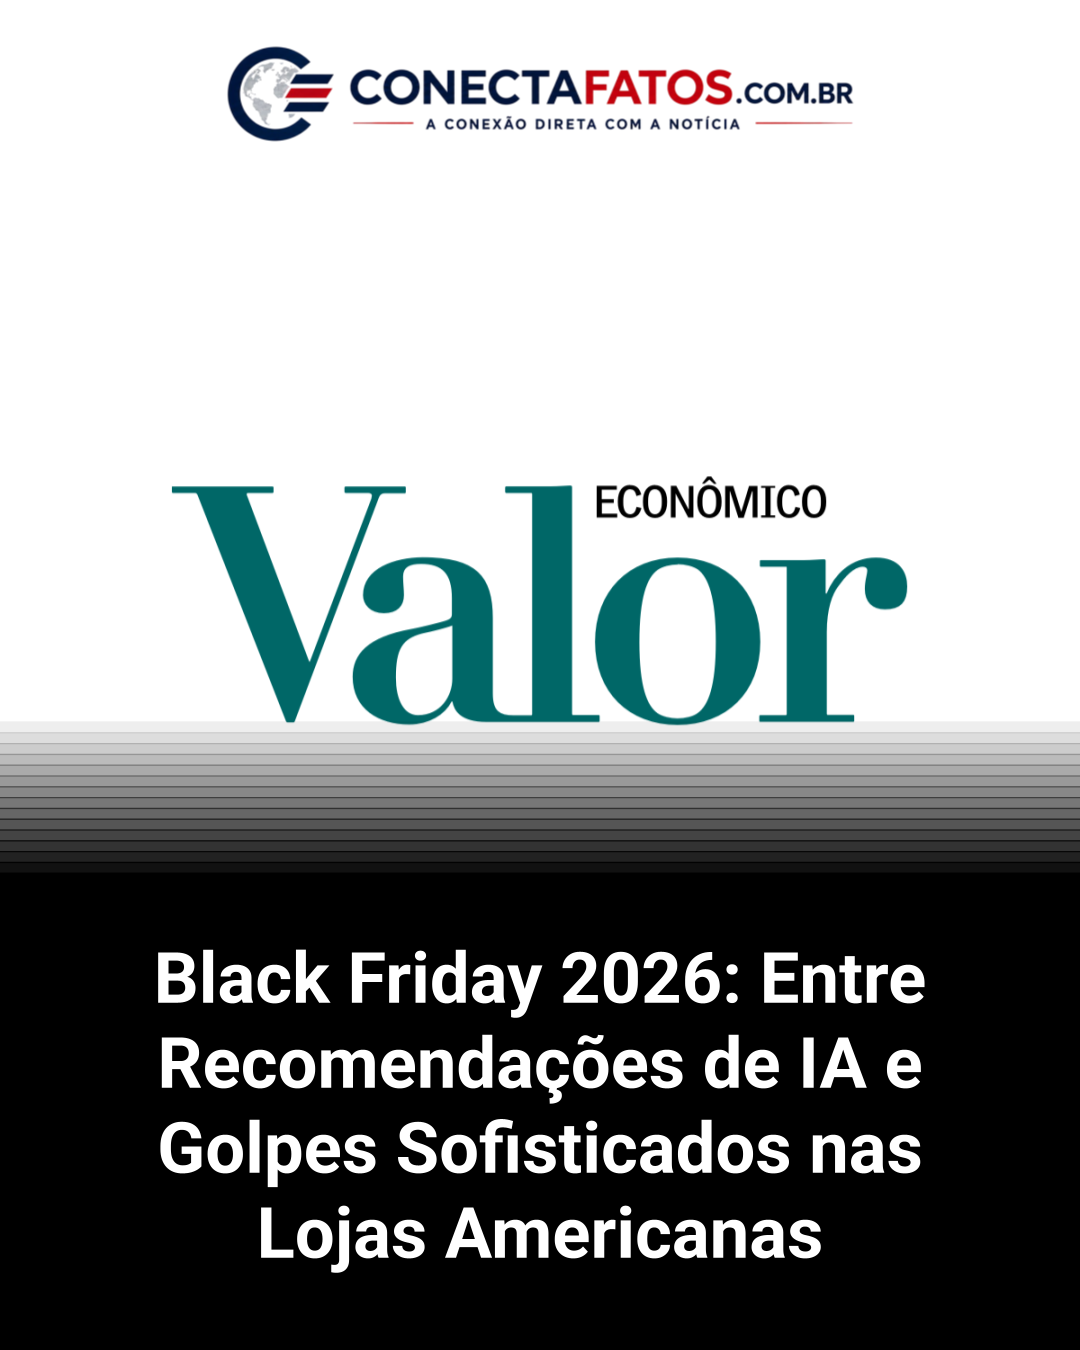 CONECTAFATOS.COM.BR
A CONEXÃO DIRETA COM A NOTÍCIA
Valor ECONÔMICO
Black Friday 2026: Entre
Recomendações de IA e
Golpes Sofisticados nas
Lojas Americanas